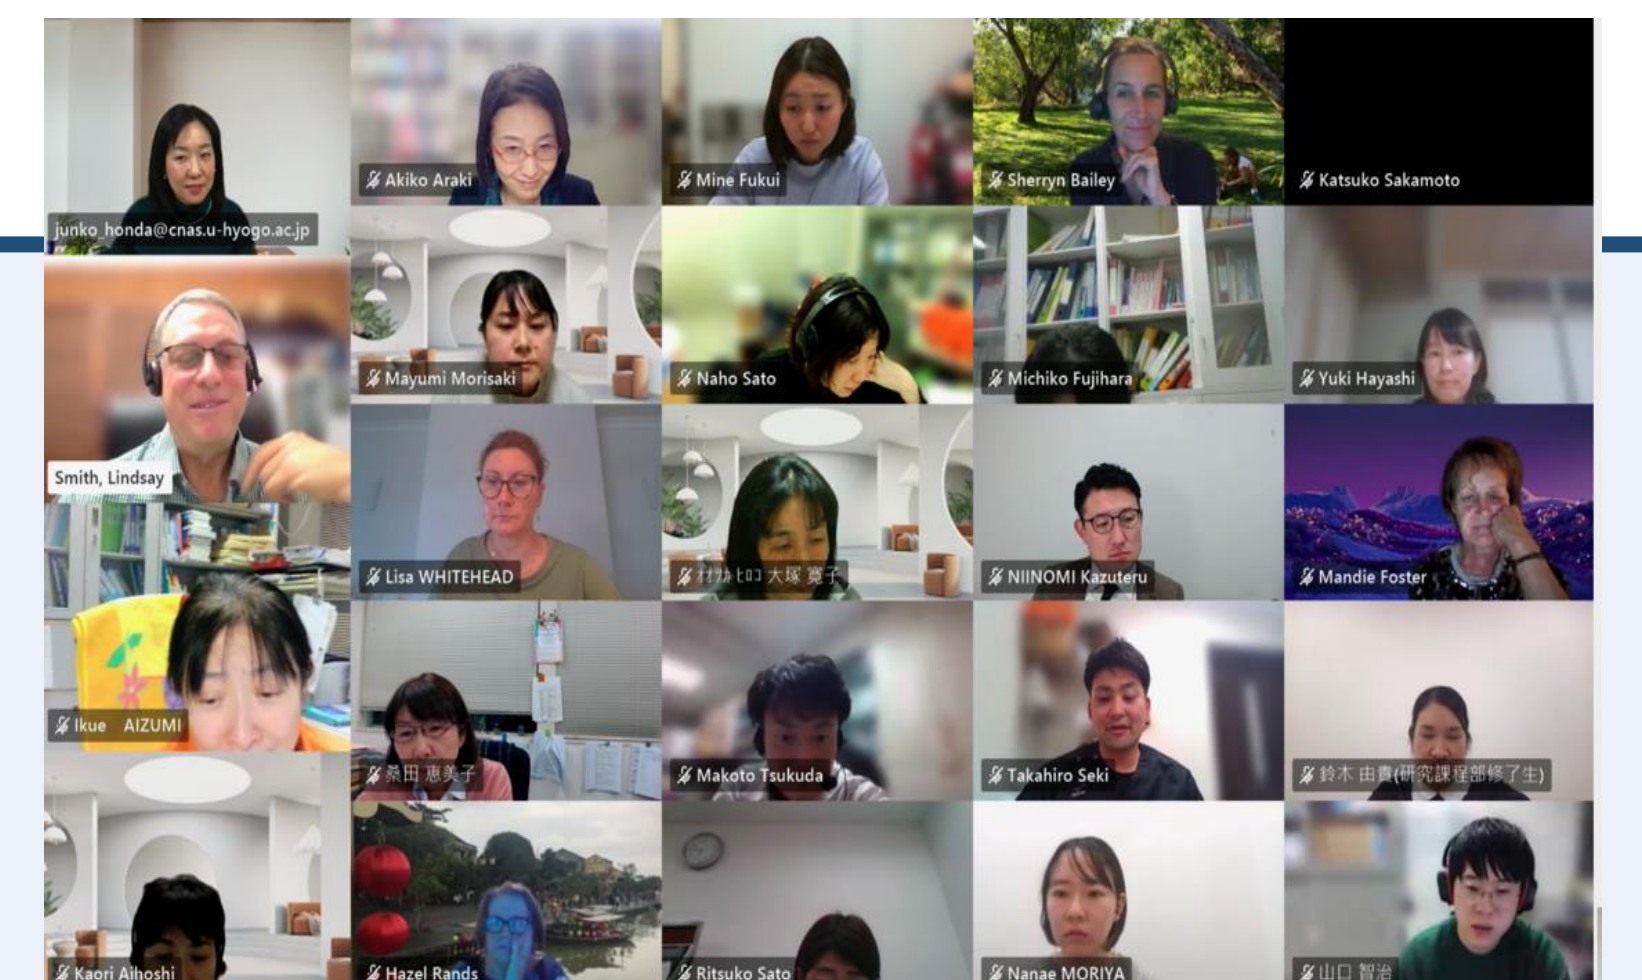 junko_honda@cnas.u-hyogo.ac.jp
Akiko Araki
Mine Fukui
Sherryn Bailey
Katsuko Sakamoto
Smith, Lindsay
Mayumi Morisaki
Naho Sato
Michiko Fujihara
Yuki Hayashi
Lisa WHITEHEAD
オオツカ ヒロコ 大塚 寛子
NIINOMI Kazuteru
Mandie Foster
Ikue AIZUMI
桑田 恵美子
Makoto Tsukuda
Takahiro Seki
鈴木 由貴(研究課程部修了生)
Kaori Aihoshi
Hazel Rands
Ritsuko Sato
Nanae MORIYA
山口 智治